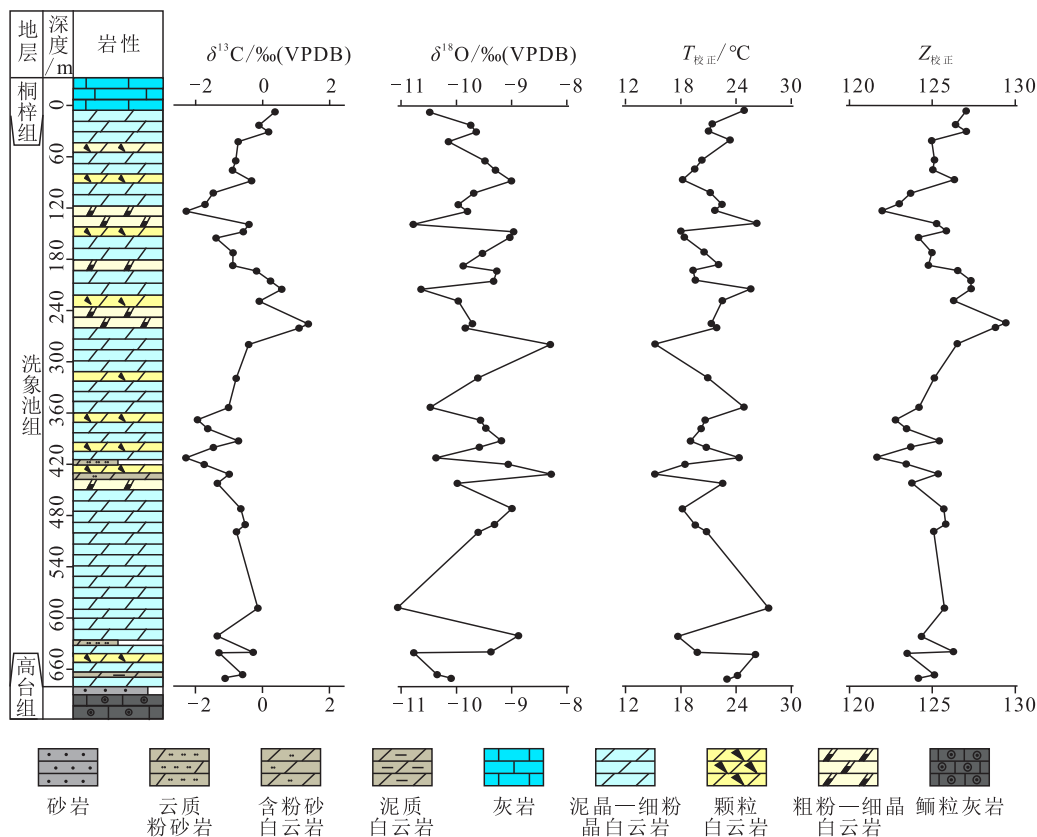 地层
深度/m
岩性
δ13C/‰(VPDB)
δ18O/‰(VPDB)
T校正/℃
Z校正
−2 0 2
−11 −10 −9 −8
12 18 24 30
120 125 130
桐梓组
洗象池组
高台组
0
60
120
180
240
300
360
420
480
540
600
660
−2 0 2
−11 −10 −9 −8
12 18 24 30
120 125 130
砂岩
云质
粉砂岩
含粉砂
白云岩
泥质
白云岩
灰岩
泥晶—细粉
晶白云岩
颗粒
白云岩
粗粉—细晶
白云岩
鲕粒灰岩